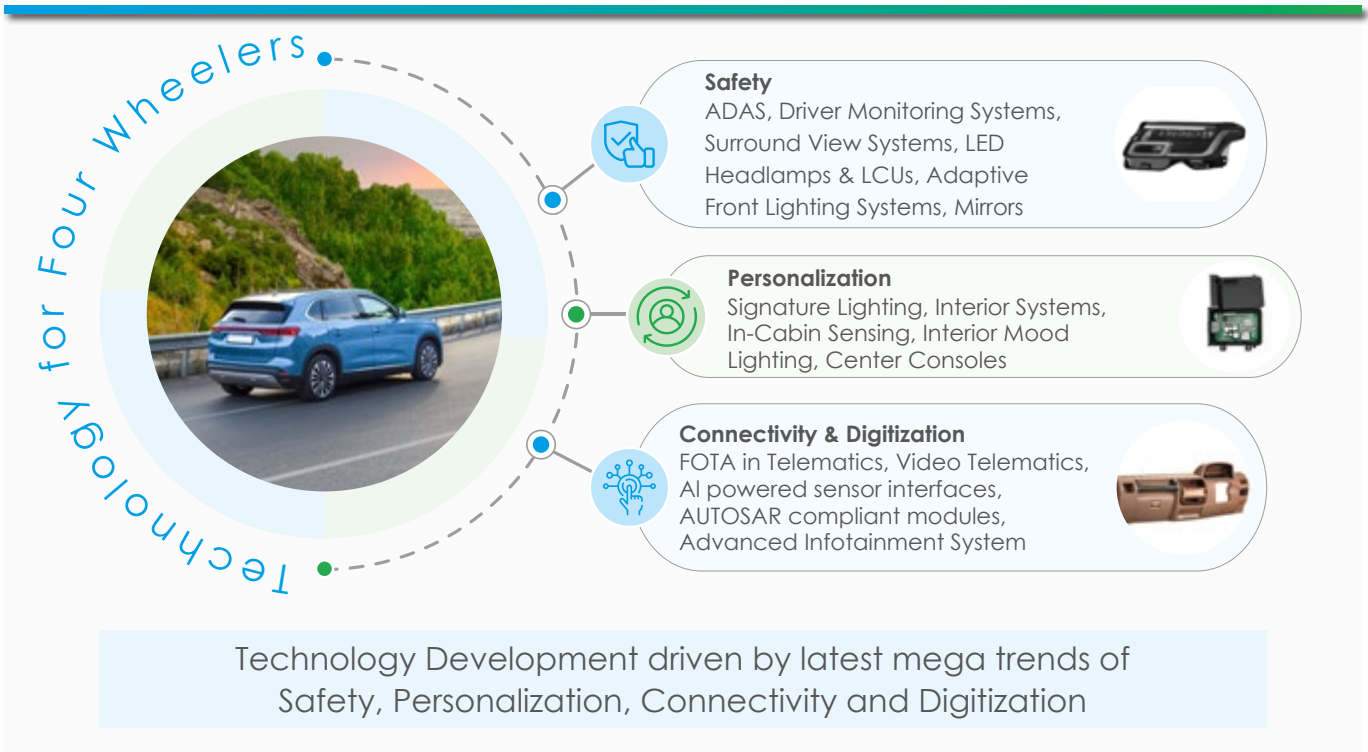 Technology for Four Wheelers
Safety
ADAS, Driver Monitoring Systems,
Surround View Systems, LED
Headlamps & LCUs, Adaptive
Front Lighting Systems, Mirrors
Personalization
Signature Lighting, Interior Systems,
In-Cabin Sensing, Interior Mood
Lighting, Center Consoles
Connectivity & Digitization
FOTA in Telematics, Video Telematics,
AI powered sensor interfaces,
AUTOSAR compliant modules,
Advanced Infotainment System
Technology Development driven by latest mega trends of
Safety, Personalization, Connectivity and Digitization